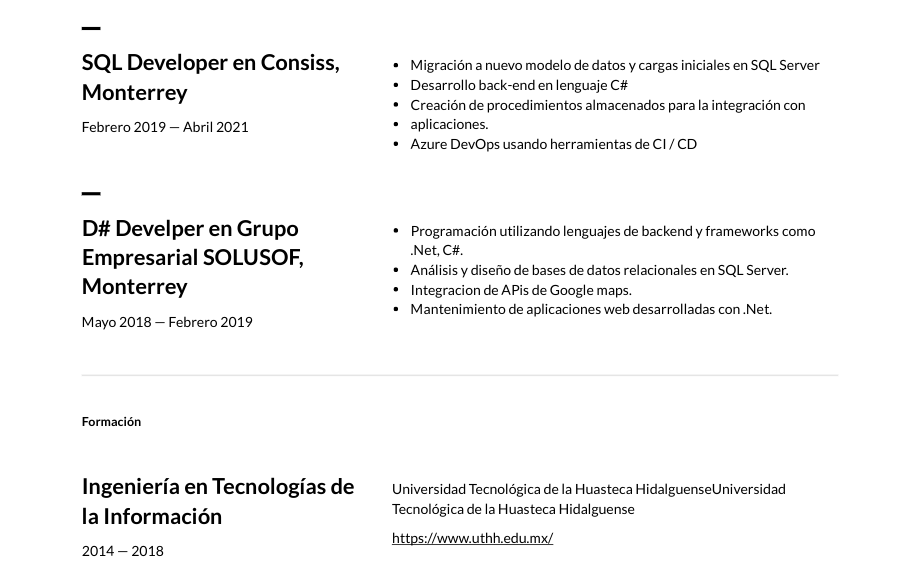 SQL Developer en Consiss,
Monterrey
Febrero 2019 — Abril 2021
• Migración a nuevo modelo de datos y cargas iniciales en SQL Server
• Desarrollo back-end en lenguaje C#
• Creación de procedimientos almacenados para la integración con
• aplicaciones.
• Azure DevOps usando herramientas de CI / CD
D# Develper en Grupo
Empresarial SOLUSOF,
Monterrey
Mayo 2018 — Febrero 2019
• Programación utilizando lenguajes de backend y frameworks como
.Net, C#.
• Análisis y diseño de bases de datos relacionales en SQL Server.
• Integracion de APis de Google maps.
• Mantenimiento de aplicaciones web desarrolladas con .Net.
Formación
Ingeniería en Tecnologías de
la Información
2014 — 2018
Universidad Tecnológica de la Huasteca HidalguenseUniversidad
Tecnológica de la Huasteca Hidalguense
https://www.uthh.edu.mx/